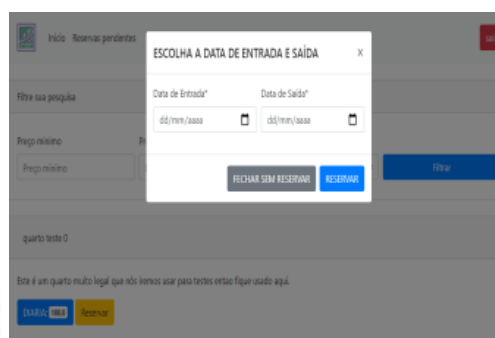 Início Reservas pendentes
ESCOLHA A DATA DE ENTRADA E SAÍDA X
Filtre sua pesquisa
Data de Entrada* Data de Saída*
dd/mm/aaaa dd/mm/aaaa
Preço mínimo
Preço mínimo
FECHAR SEM RESERVAR RESERVAR
Filtrar
quarto teste 0
Este é um quarto muito legal que nós iremos usar para testes entao fique usado aqui.
DIARIA: Reservar